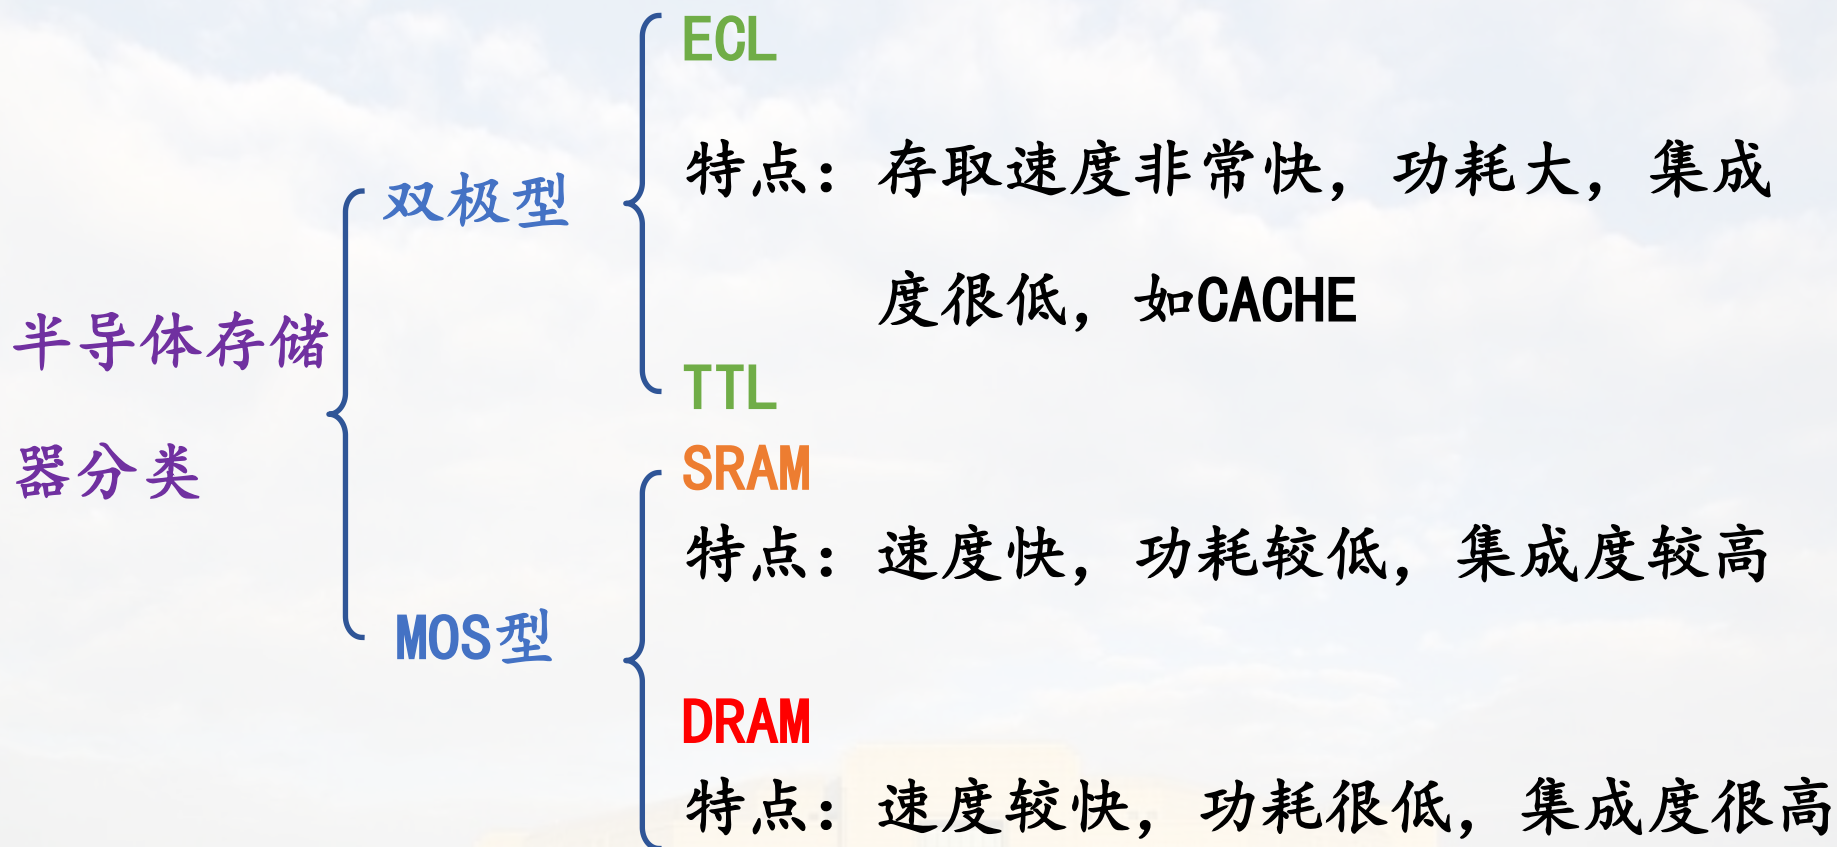 半导体存储
器分类
双极型
ECL
特点：存取速度非常快，功耗大，集成
度很低，如CACHE
TTL
MOS型
SRAM
特点：速度快，功耗较低，集成度较高
DRAM
特点：速度较快，功耗很低，集成度很高